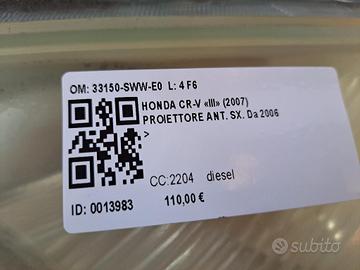 OM: 33150-SWW-E0 L: 4 F6
HONDA CR-V «III» (2007)
PROIETTORE ANT. SX. Da 2006
>
CC:2204 diesel
ID: 0013983
110,00 €
subito